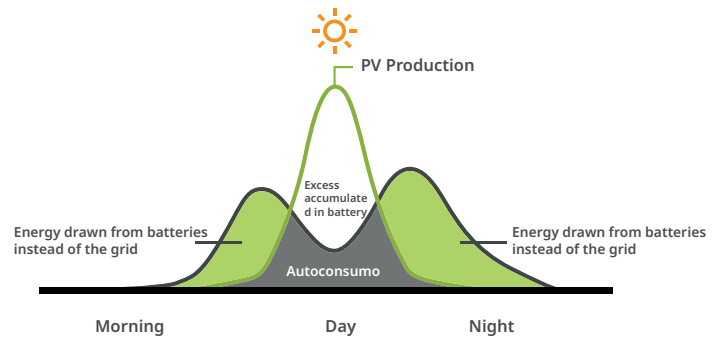 PV Production
Excess
accumulate
d in battery
Energy drawn from batteries
instead of the grid
Energy drawn from batteries
instead of the grid
Autoconsumo
Morning
Day
Night